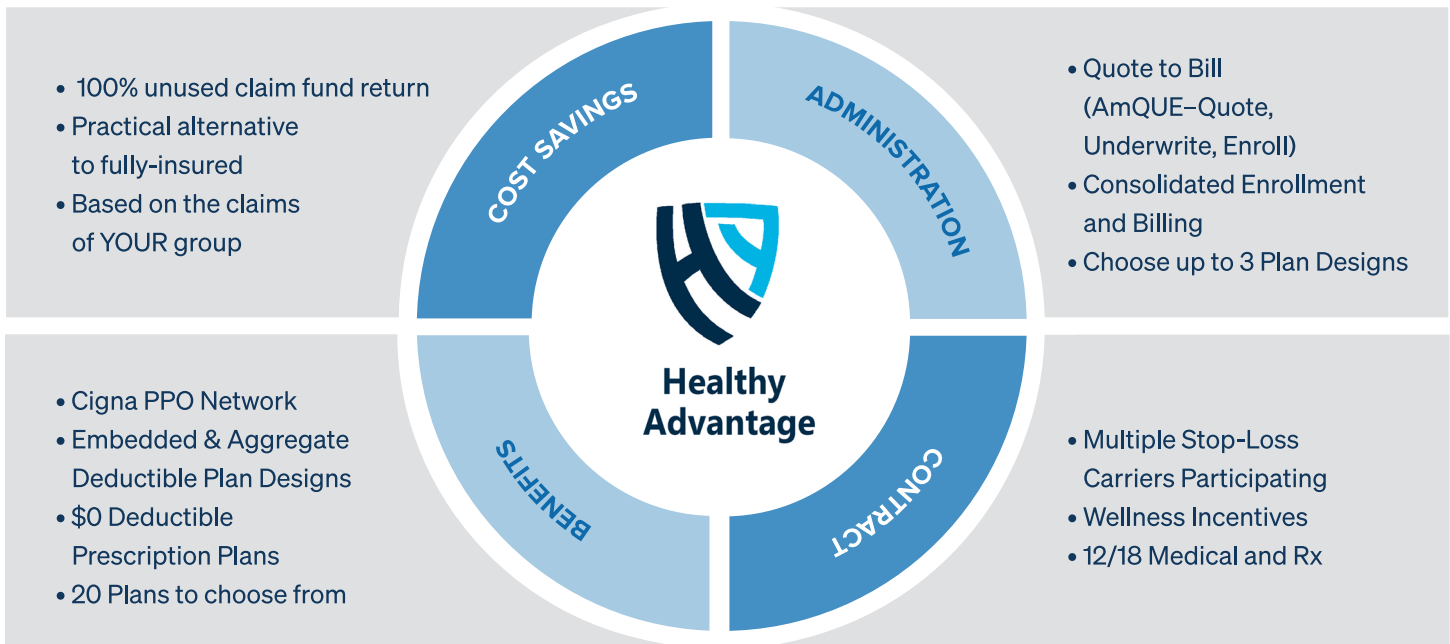 • 100% unused claim fund return
• Practical alternative
to fully-insured
• Based on the claims
of YOUR group
COST SAVINGS
ADMINISTRATION
• Quote to Bill
(AmQUE–Quote,
Underwrite, Enroll)
• Consolidated Enrollment
and Billing
• Choose up to 3 Plan Designs
Healthy
Advantage
• Cigna PPO Network
• Embedded & Aggregate
Deductible Plan Designs
• $0 Deductible
Prescription Plans
• 20 Plans to choose from
BENEFITS
CONTRACT
• Multiple Stop-Loss
Carriers Participating
• Wellness Incentives
• 12/18 Medical and Rx